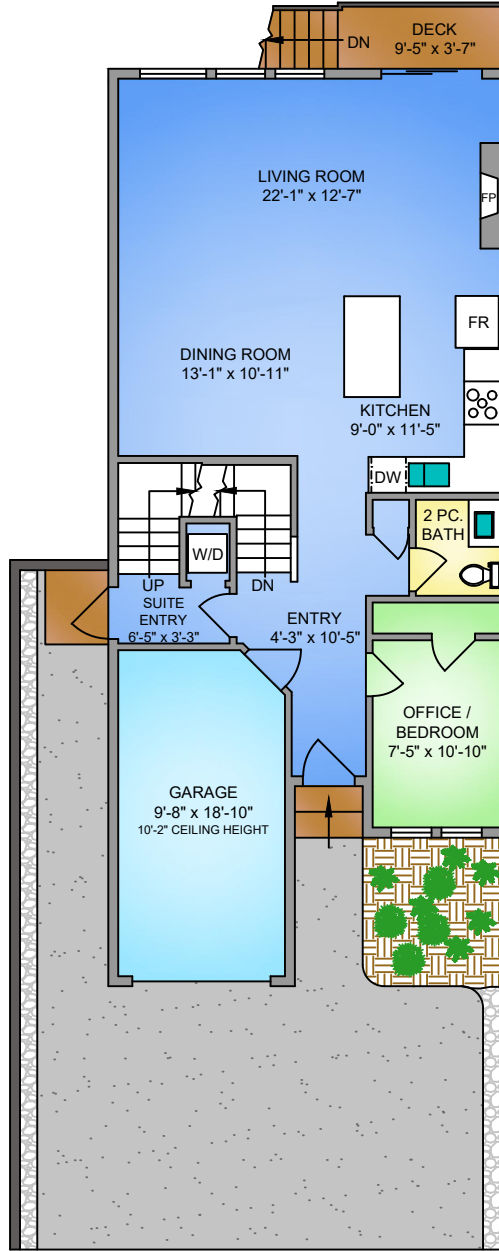 DECK
9'-5" x 3'-7"
DN
LIVING ROOM
22'-1" x 12'-7"
FP
FR
DINING ROOM
13'-1" x 10'-11"
KITCHEN
9'-0" x 11'-5"
DW
2 PC.
BATH
W/D
UP
DN
SUITE
ENTRY
6'-5" x 3'-3"
ENTRY
4'-3" x 10'-5"
OFFICE /
BEDROOM
7'-5" x 10'-10"
GARAGE
9'-8" x 18'-10"
10'-2" CEILING HEIGHT